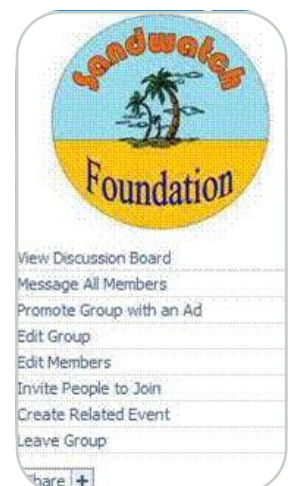 Sandwatch
Foundation
View Discussion Board
Message All Members
Promote Group with an Ad
Edit Group
Edit Members
Invite People to Join
Create Related Event
Leave Group
Share +